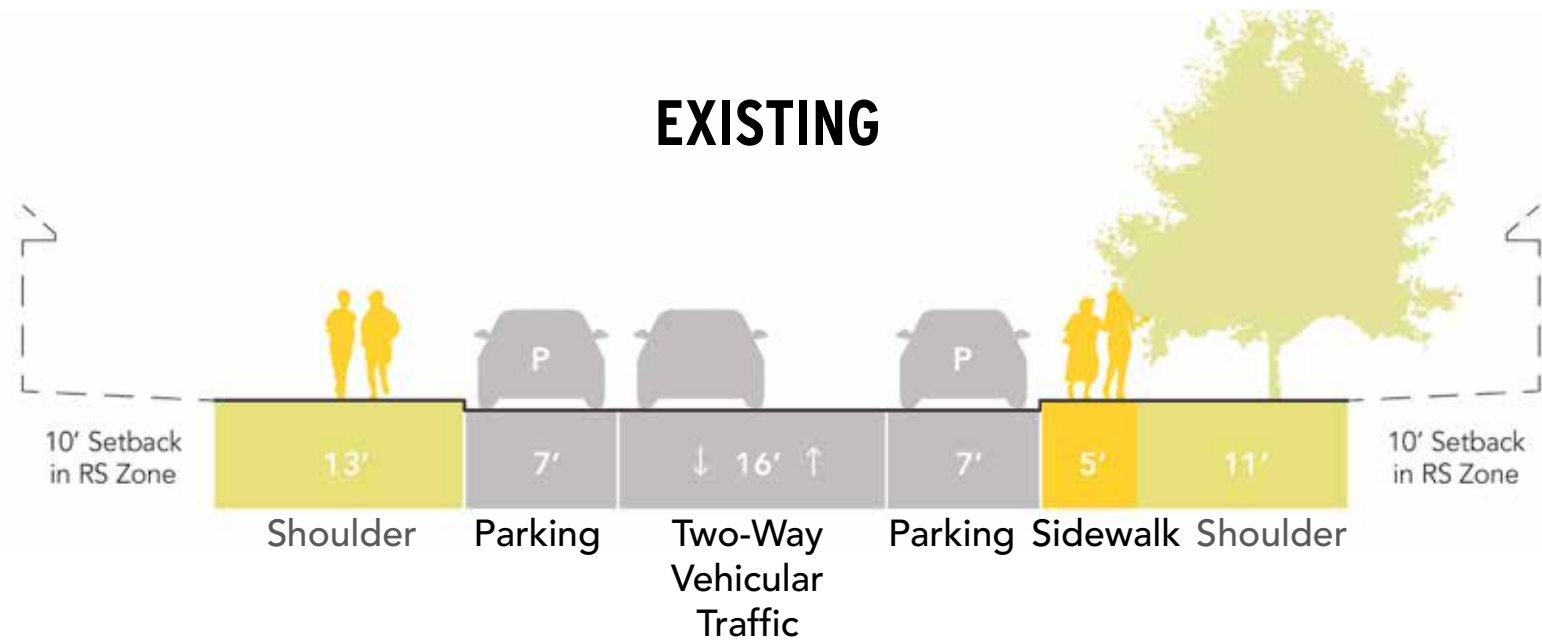 EXISTING
P
P
10' Setback
in RS Zone
13'
7'
↓ 16' ↑
7'
5'
11'
10' Setback
in RS Zone
Shoulder
Parking
Two-Way
Vehicular
Traffic
Parking
Sidewalk
Shoulder